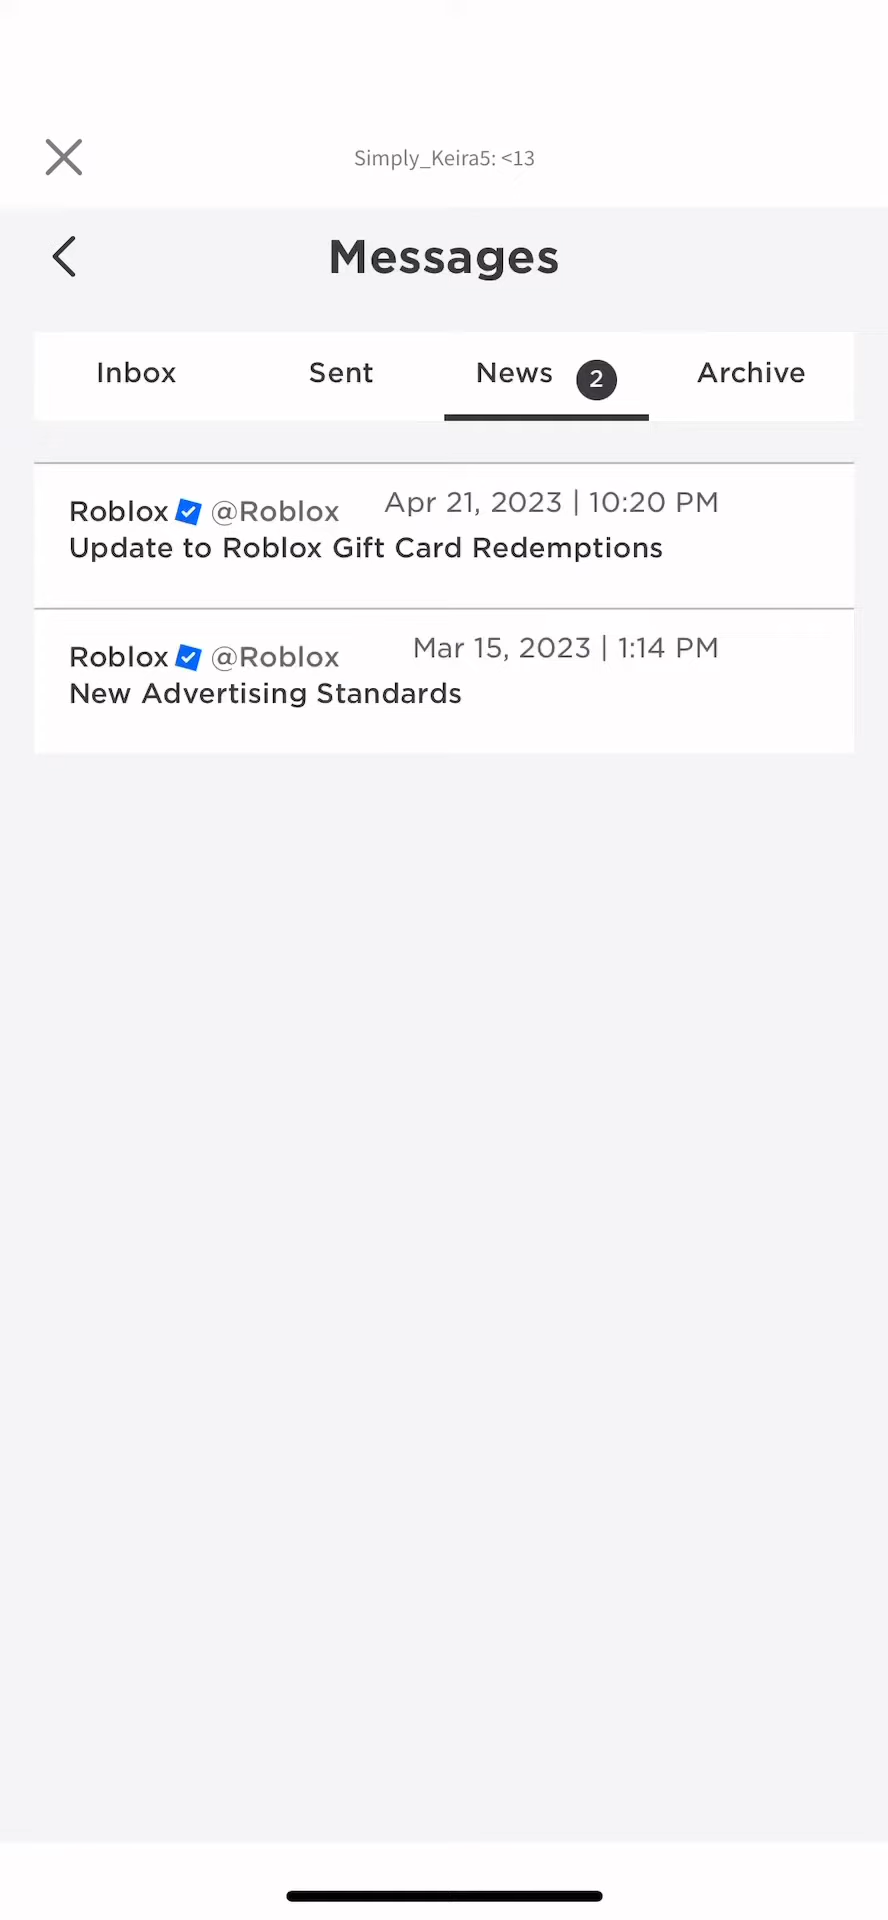 Simply_Keira5: <13
Messages
Inbox Sent News 2 Archive
Roblox @Roblox Apr 21, 2023 | 10:20 PM
Update to Roblox Gift Card Redemptions
Roblox @Roblox Mar 15, 2023 | 1:14 PM
New Advertising Standards